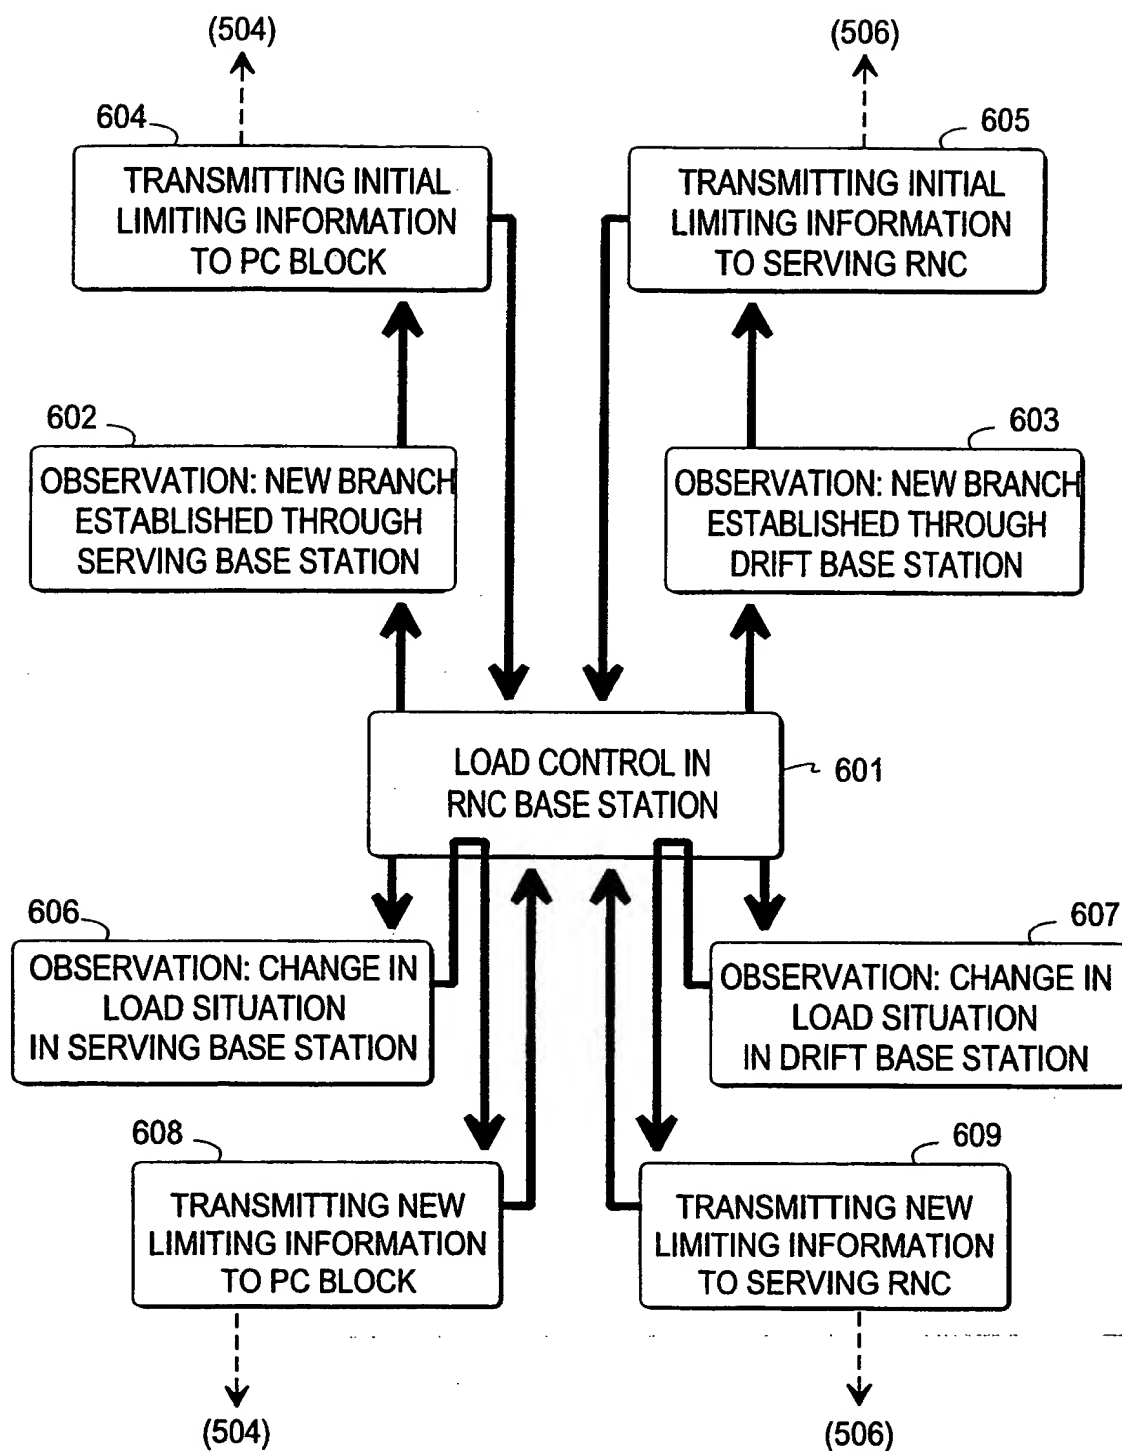 (504)
(506)
604
605
TRANSMITTING INITIAL
LIMITING INFORMATION
TO PC BLOCK
TRANSMITTING INITIAL
LIMITING INFORMATION
TO SERVING RNC
602
603
OBSERVATION: NEW BRANCH
ESTABLISHED THROUGH
SERVING BASE STATION
OBSERVATION: NEW BRANCH
ESTABLISHED THROUGH
DRIFT BASE STATION
LOAD CONTROL IN
RNC BASE STATION
601
606
607
OBSERVATION: CHANGE IN
LOAD SITUATION
IN SERVING BASE STATION
OBSERVATION: CHANGE IN
LOAD SITUATION
IN DRIFT BASE STATION
608
609
TRANSMITTING NEW
LIMITING INFORMATION
TO PC BLOCK
TRANSMITTING NEW
LIMITING INFORMATION
TO SERVING RNC
(504)
(506)